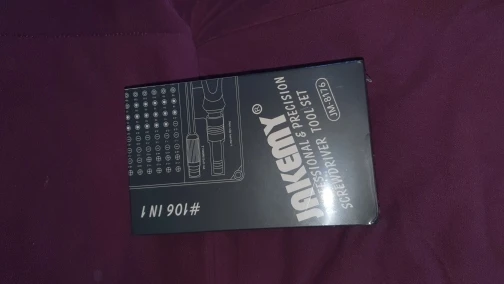 JAKEMY®
PROFESSIONAL & PRECISION
SCREWDRIVER TOOL SET
JM-8176
#106 IN 1